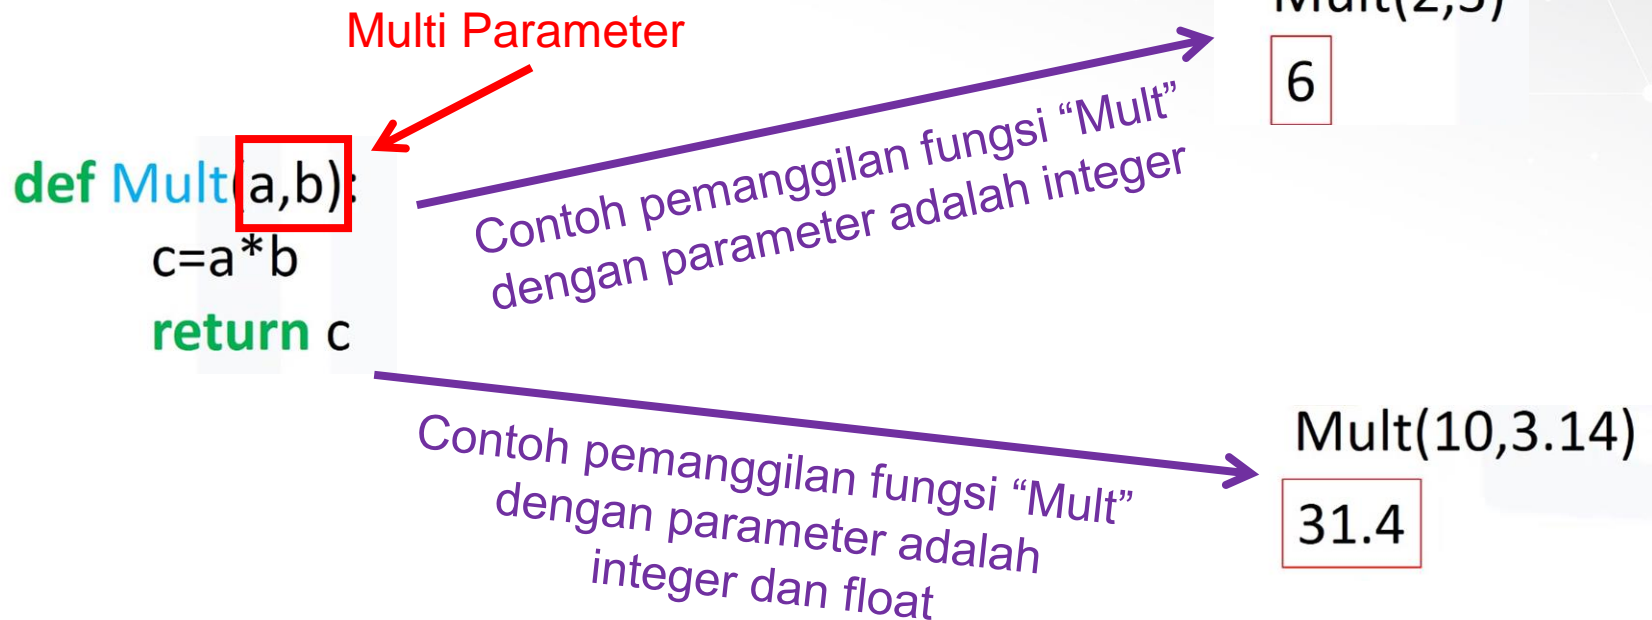 Multi Parameter
def Mult(a,b):
c=a*b
return c
Contoh pemanggilan fungsi “Mult”
dengan parameter adalah integer
6
Contoh pemanggilan fungsi “Mult”
dengan parameter adalah
integer dan float
Mult(10,3.14)
31.4